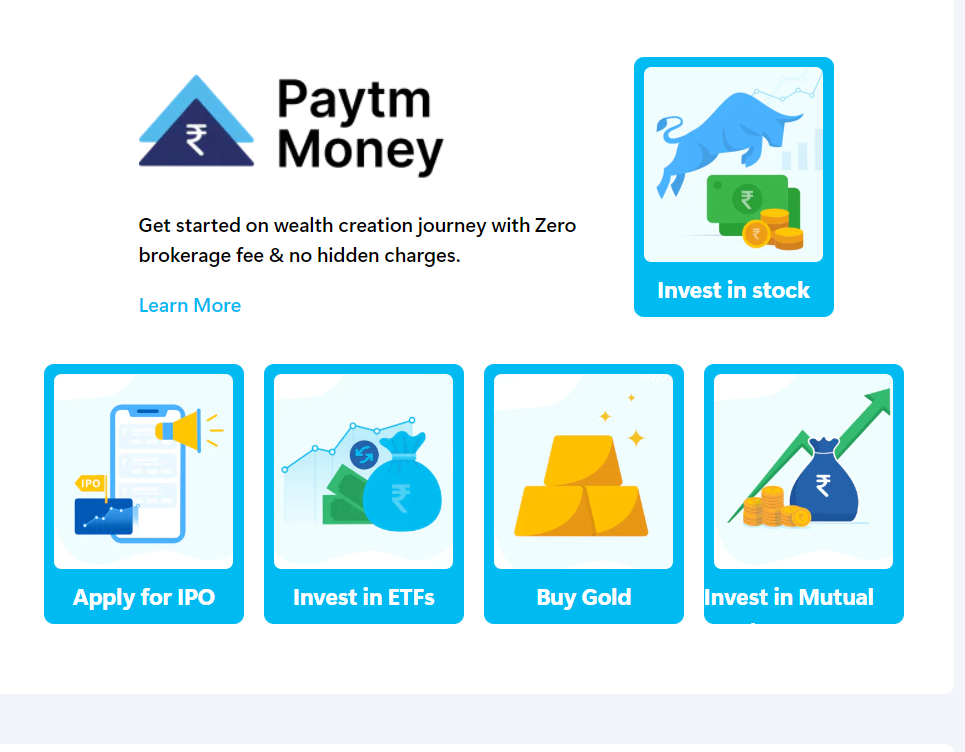 Paytm
Money
Get started on wealth creation journey with Zero
brokerage fee & no hidden charges.
Learn More
₹
₹
₹
Invest in stock
IPO
Apply for IPO
₹
Invest in ETFs
Buy Gold
₹
Invest in Mutual